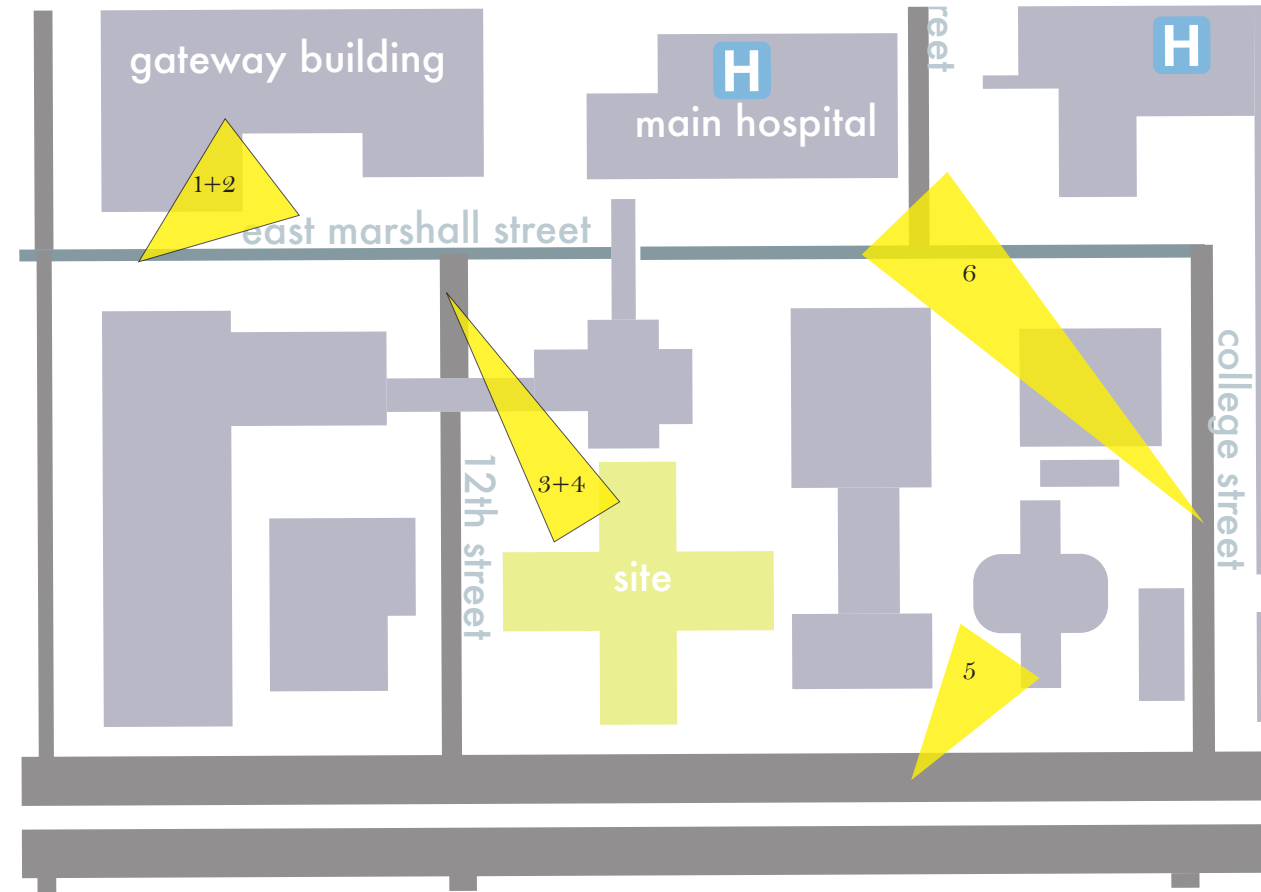 gateway building
H
main hospital
reet
H
1+2
east marshall street
6
college street
12th street
3+4
site
5